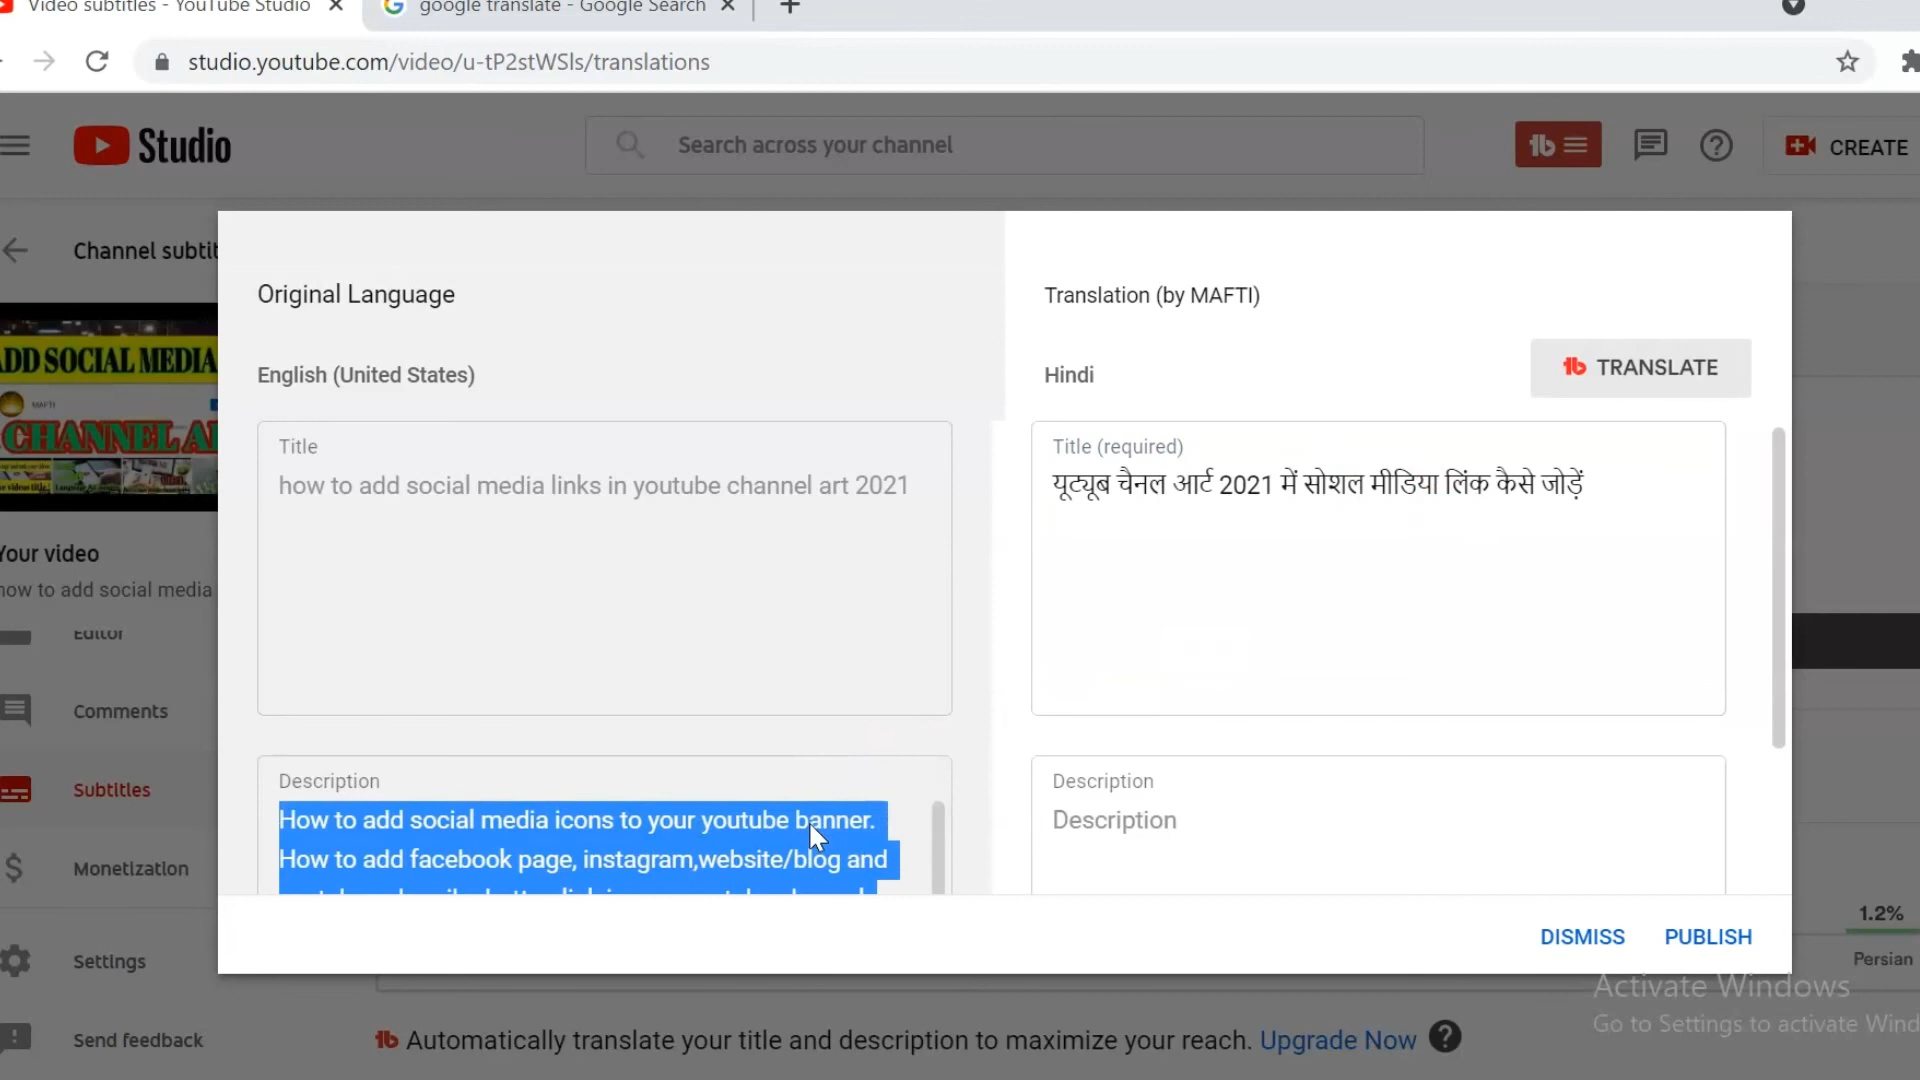 Video subtitles - YouTube Studio
google translate - Google Search
studio.youtube.com/video/u-tP2stWSls/translations
Studio
Search across your channel
CREATE
Channel subtit
ADD SOCIAL MEDIA
MAFTI
CHANNEL A
Your video
how to add social media
Editor
Comments
Subtitles
Monetization
Settings
Send feedback
Original Language
English (United States)
Title
how to add social media links in youtube channel art 2021
Description
How to add social media icons to your youtube banner.
How to add facebook page, instagram,website/blog and
Translation (by MAFTI)
Hindi
TRANSLATE
Title (required)
यूट्यूब चैनल आर्ट 2021 में सोशल मीडिया लिंक कैसे जोड़ें
Description
Description
DISMISS PUBLISH
1.2%
Persian
Automatically translate your title and description to maximize your reach. Upgrade Now
Activate Windows
Go to Settings to activate Wind